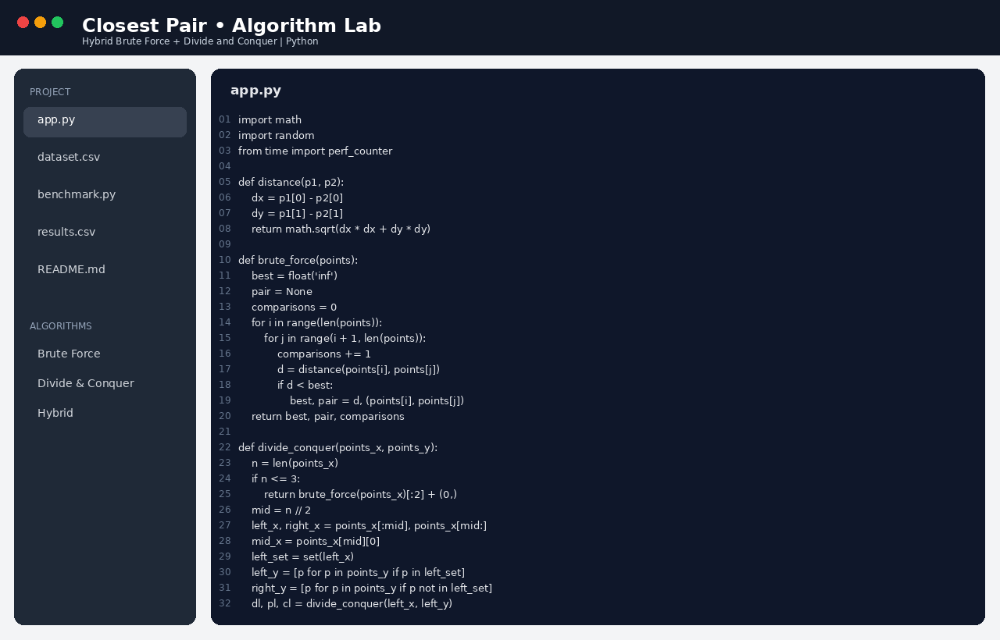 Closest Pair • Algorithm Lab
Hybrid Brute Force + Divide and Conquer | Python
PROJECT
app.py
dataset.csv
benchmark.py
results.csv
README.md
ALGORITHMS
Brute Force
Divide & Conquer
Hybrid
app.py
01 import math
02 import random
03 from time import perf_counter
04
05 def distance(p1, p2):
06     dx = p1[0] - p2[0]
07     dy = p1[1] - p2[1]
08     return math.sqrt(dx * dx + dy * dy)
09
10 def brute_force(points):
11     best = float('inf')
12     pair = None
13     comparisons = 0
14     for i in range(len(points)):
15         for j in range(i + 1, len(points)):
16             comparisons += 1
17             d = distance(points[i], points[j])
18             if d < best:
19                 best, pair = d, (points[i], points[j])
20     return best, pair, comparisons
21
22 def divide_conquer(points_x, points_y):
23     n = len(points_x)
24     if n <= 3:
25         return brute_force(points_x)[:2] + (0,)
26     mid = n // 2
27     left_x, right_x = points_x[:mid], points_x[mid:]
28     mid_x = points_x[mid][0]
29     left_set = set(left_x)
30     left_y = [p for p in points_y if p in left_set]
31     right_y = [p for p in points_y if p not in left_set]
32     dl, pl, cl = divide_conquer(left_x, left_y)